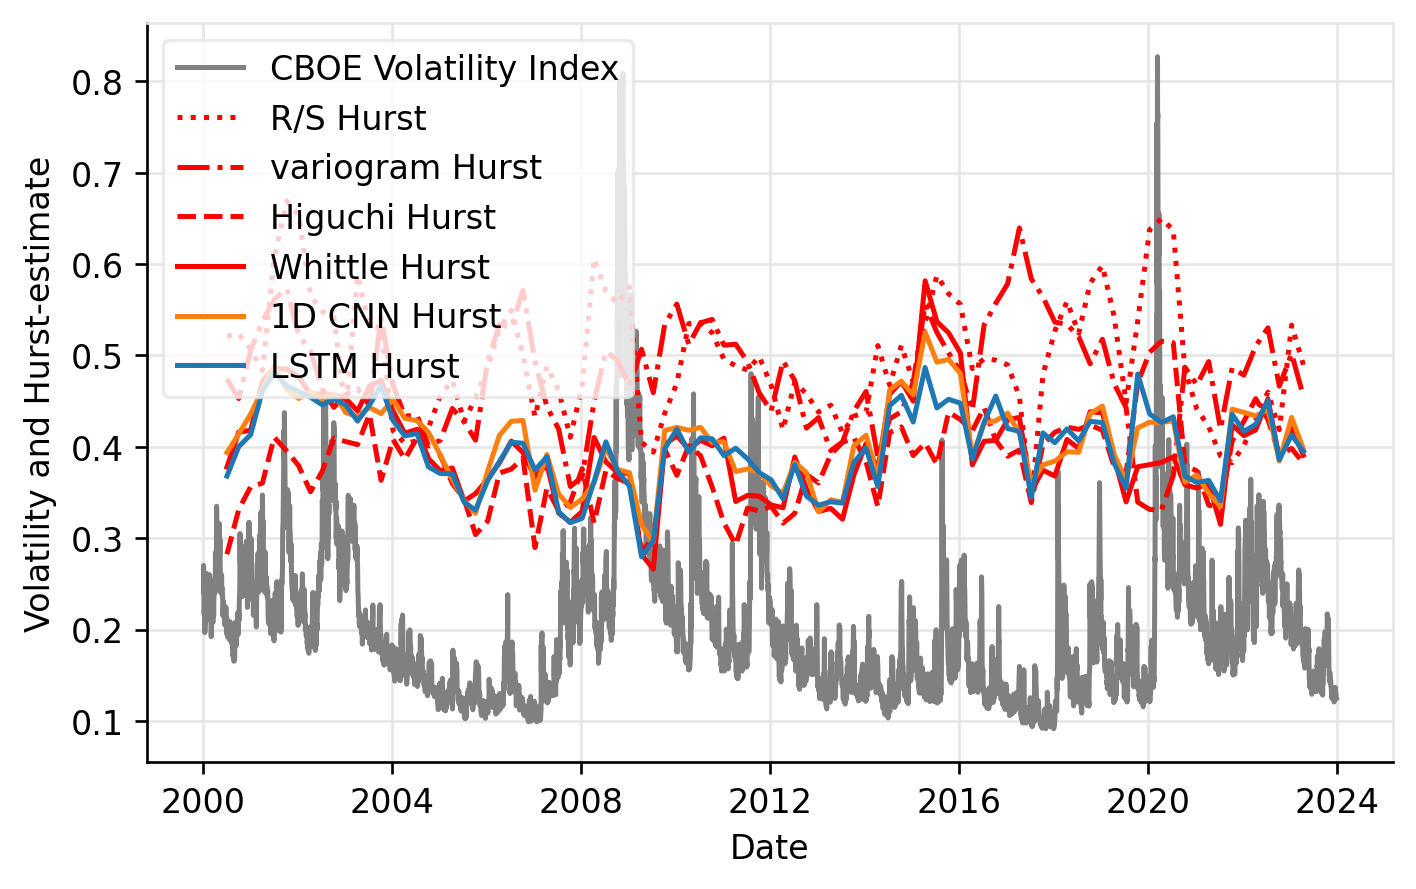 CBOE Volatility Index
R/S Hurst
variogram Hurst
Higuchi Hurst
Whittle Hurst
1D CNN Hurst
LSTM Hurst
Volatility and Hurst-estimate
0.8
0.7
0.6
0.5
0.4
0.3
0.2
0.1
2000 2004 2008 2012 2016 2020 2024
Date